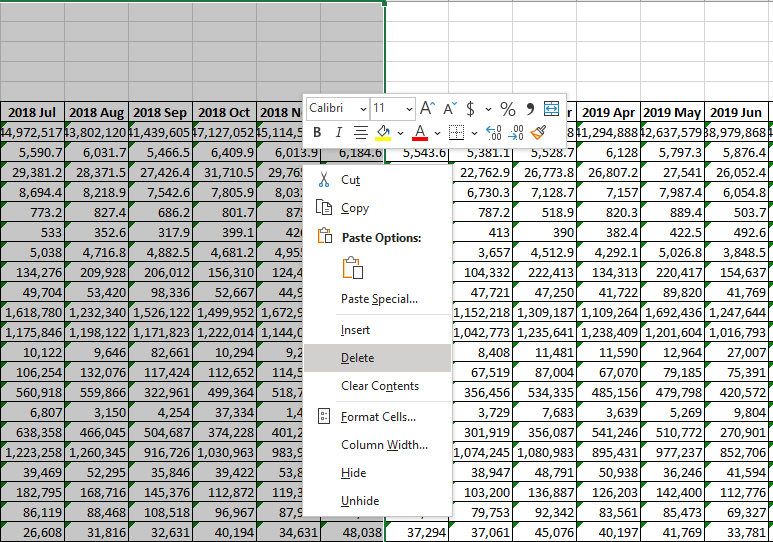 Calibri 11 A A $ % 9
2018 Jul 2018 Aug 2018 Sep 2018 Oct 2018 N r 2019 Apr 2019 May 2019 Jun
B I A .00 .00
44,972,517 43,802,120 41,439,605 47,127,052 45,114,5 8 41,294,888 42,637,579 38,979,868
5,590.7 6,031.7 5,466.5 6,409.9 6,013.9 6,184.6 5,543.6 5,381.1 5,528.7 6,128 5,797.3 5,876.4
29,381.2 28,371.5 27,426.4 31,710.5 29,76 22,762.9 26,773.8 26,807.2 27,541 26,052.4
Cut
8,694.4 8,218.9 7,542.6 7,805.9 8,03 6,730.3 7,128.7 7,157 7,987.4 6,054.8
Copy
773.2 827.4 686.2 801.7 87 787.2 518.9 820.3 889.4 503.7
533 352.6 317.9 399.1 42 413 390 382.4 422.5 492.6
Paste Options:
5,038 4,716.8 4,882.5 4,681.2 4,95 3,657 4,512.9 4,292.1 5,026.8 3,848.5
134,276 209,928 206,012 156,310 124,4 104,332 222,413 134,313 220,417 154,637
49,704 53,420 98,336 52,667 44,9 47,721 47,250 41,722 89,820 41,769
Paste Special...
1,618,780 1,232,340 1,526,122 1,499,952 1,672,9 1,152,218 1,309,187 1,109,264 1,692,436 1,247,644
Insert
1,175,846 1,198,122 1,171,823 1,222,014 1,144,0 1,042,773 1,235,641 1,238,409 1,201,604 1,016,793
10,122 9,646 82,661 10,294 9,2 8,408 11,481 11,590 12,964 27,007
Delete
106,254 132,076 117,424 112,652 114,5 67,519 87,004 67,070 79,185 75,391
Clear Contents
560,918 559,866 322,961 499,364 518,7 356,456 534,335 485,156 479,798 420,572
6,807 3,150 4,254 37,334 1,4 3,729 7,683 3,639 5,269 9,804
Format Cells...
638,358 466,045 504,687 374,228 401,2 301,919 356,087 541,246 510,772 270,901
Column Width...
1,223,258 1,260,345 916,726 1,030,963 983,9 1,074,245 1,080,983 895,431 977,237 852,706
39,469 52,295 35,846 39,422 53,8 38,947 48,791 50,938 36,246 41,594
Hide
182,795 168,716 145,376 112,872 119,3 103,200 136,887 126,203 142,400 112,776
Unhide
86,119 88,468 108,518 96,967 87,9 79,753 92,342 83,561 85,473 69,327
26,608 31,816 32,631 40,194 34,631 48,038 37,294 37,061 45,076 40,197 41,769 33,781